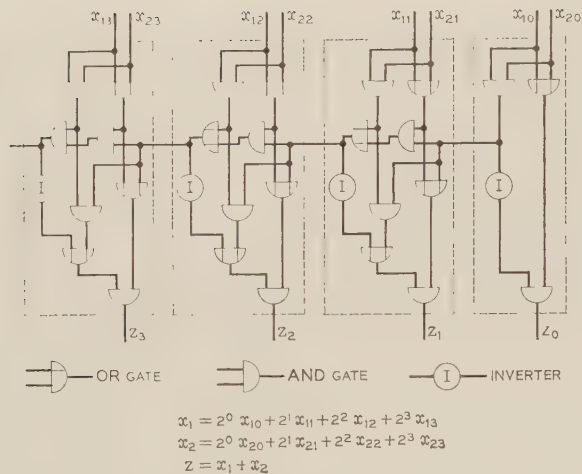 x13 x23 x12 x22 x11 x21 x10 x20
I I I I
Z3 Z2 Z1 Z0
OR GATE AND GATE I INVERTER
x1 = 2^0 x10 + 2^1 x11 + 2^2 x12 + 2^3 x13
x2 = 2^0 x20 + 2^1 x21 + 2^2 x22 + 2^3 x23
Z = x1 + x2